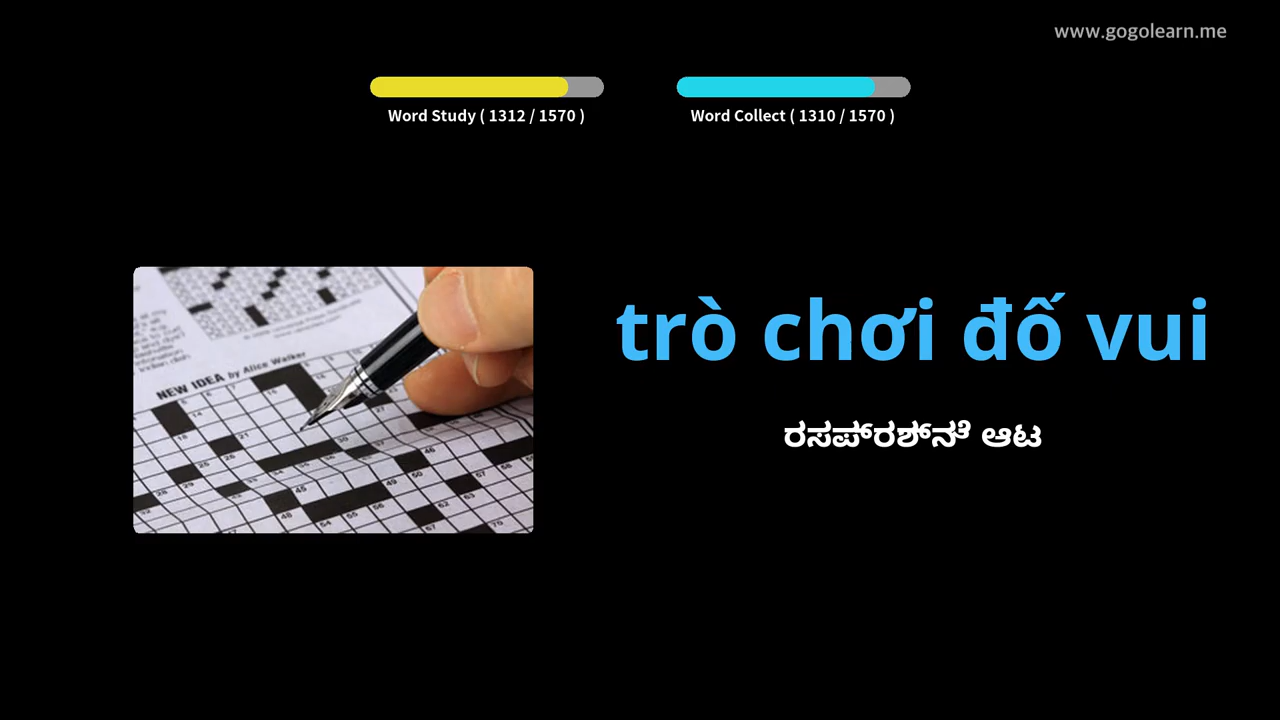 www.gogolearn.me
Word Study ( 1312 / 1570 )
Word Collect ( 1310 / 1570 )
trò chơi đố vui
ರಸಪ್ರಶ್ನೆ ಆಟ
NEW IDEA by Alice Walker